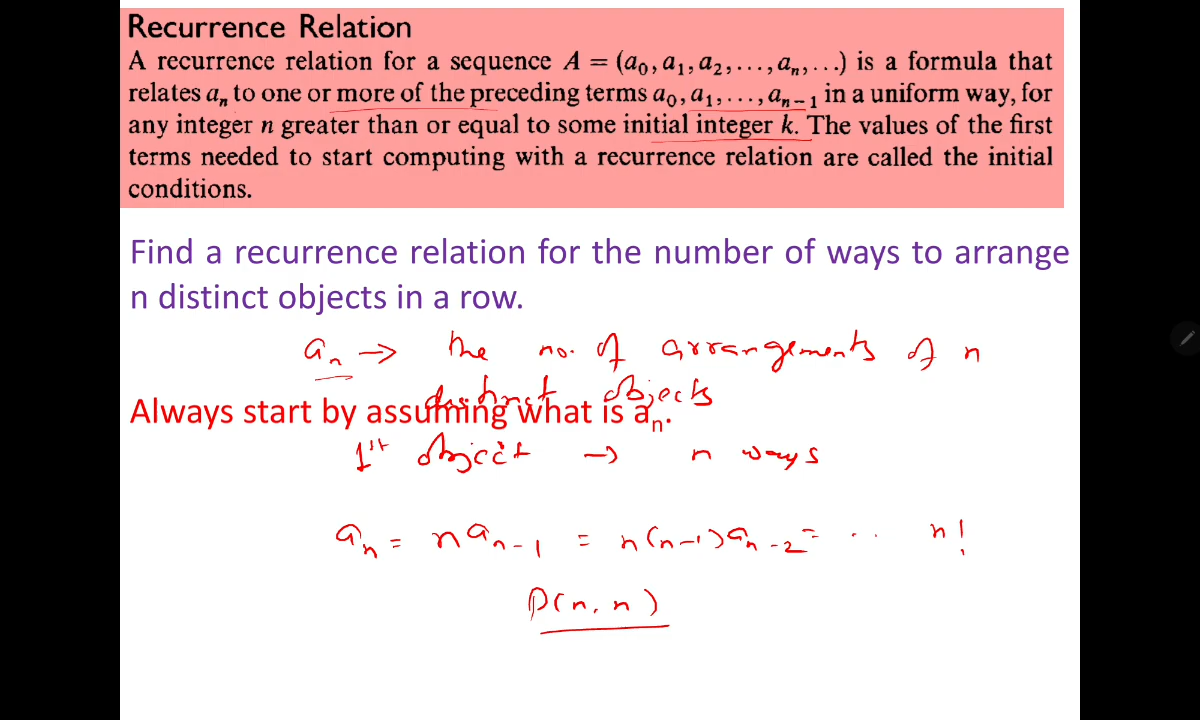 Recurrence Relation
A recurrence relation for a sequence A = (a₀, a₁, a₂, . . . , aₙ, . . .) is a formula that
relates aₙ to one or more of the preceding terms a₀, a₁, . . . , aₙ₋₁ in a uniform way, for
any integer n greater than or equal to some initial integer k. The values of the first
terms needed to start computing with a recurrence relation are called the initial
conditions.
Find a recurrence relation for the number of ways to arrange
n distinct objects in a row.
aₙ → the no. of arrangements of n
distinct objects
Always start by assuming what is aₙ.
1st object → n ways
aₙ = n aₙ₋₁ = n(n-1)aₙ₋₂ = .. n!
P(n, n)